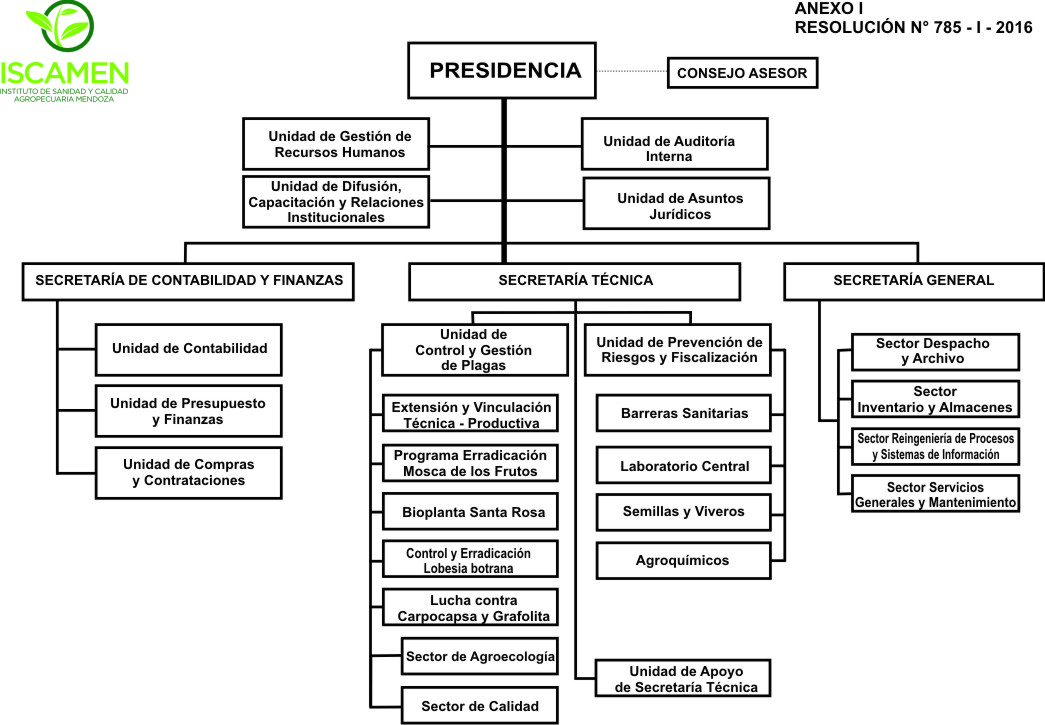 ANEXO I
RESOLUCIÓN N° 785 - I - 2016
ISCAMEN
INSTITUTO DE SANIDAD Y CALIDAD
AGROPECUARIA MENDOZA
PRESIDENCIA
CONSEJO ASESOR
Unidad de Gestión de
Recursos Humanos
Unidad de Auditoría
Interna
Unidad de Difusión,
Capacitación y Relaciones
Institucionales
Unidad de Asuntos
Jurídicos
SECRETARÍA DE CONTABILIDAD Y FINANZAS
Unidad de Contabilidad
Unidad de Presupuesto
y Finanzas
Unidad de Compras
y Contrataciones
SECRETARÍA TÉCNICA
Unidad de
Control y Gestión
de Plagas
Extensión y Vinculación
Técnica - Productiva
Programa Erradicación
Mosca de los Frutos
Bioplanta Santa Rosa
Control y Erradicación
Lobesia botrana
Lucha contra
Carpocapsa y Grafolita
Sector de Agroecología
Sector de Calidad
Unidad de Prevención de
Riesgos y Fiscalización
Barreras Sanitarias
Laboratorio Central
Semillas y Viveros
Agroquímicos
Unidad de Apoyo
de Secretaría Técnica
SECRETARÍA GENERAL
Sector Despacho
y Archivo
Sector
Inventario y Almacenes
Sector Reingeniería de Procesos
y Sistemas de Información
Sector Servicios
Generales y Mantenimiento